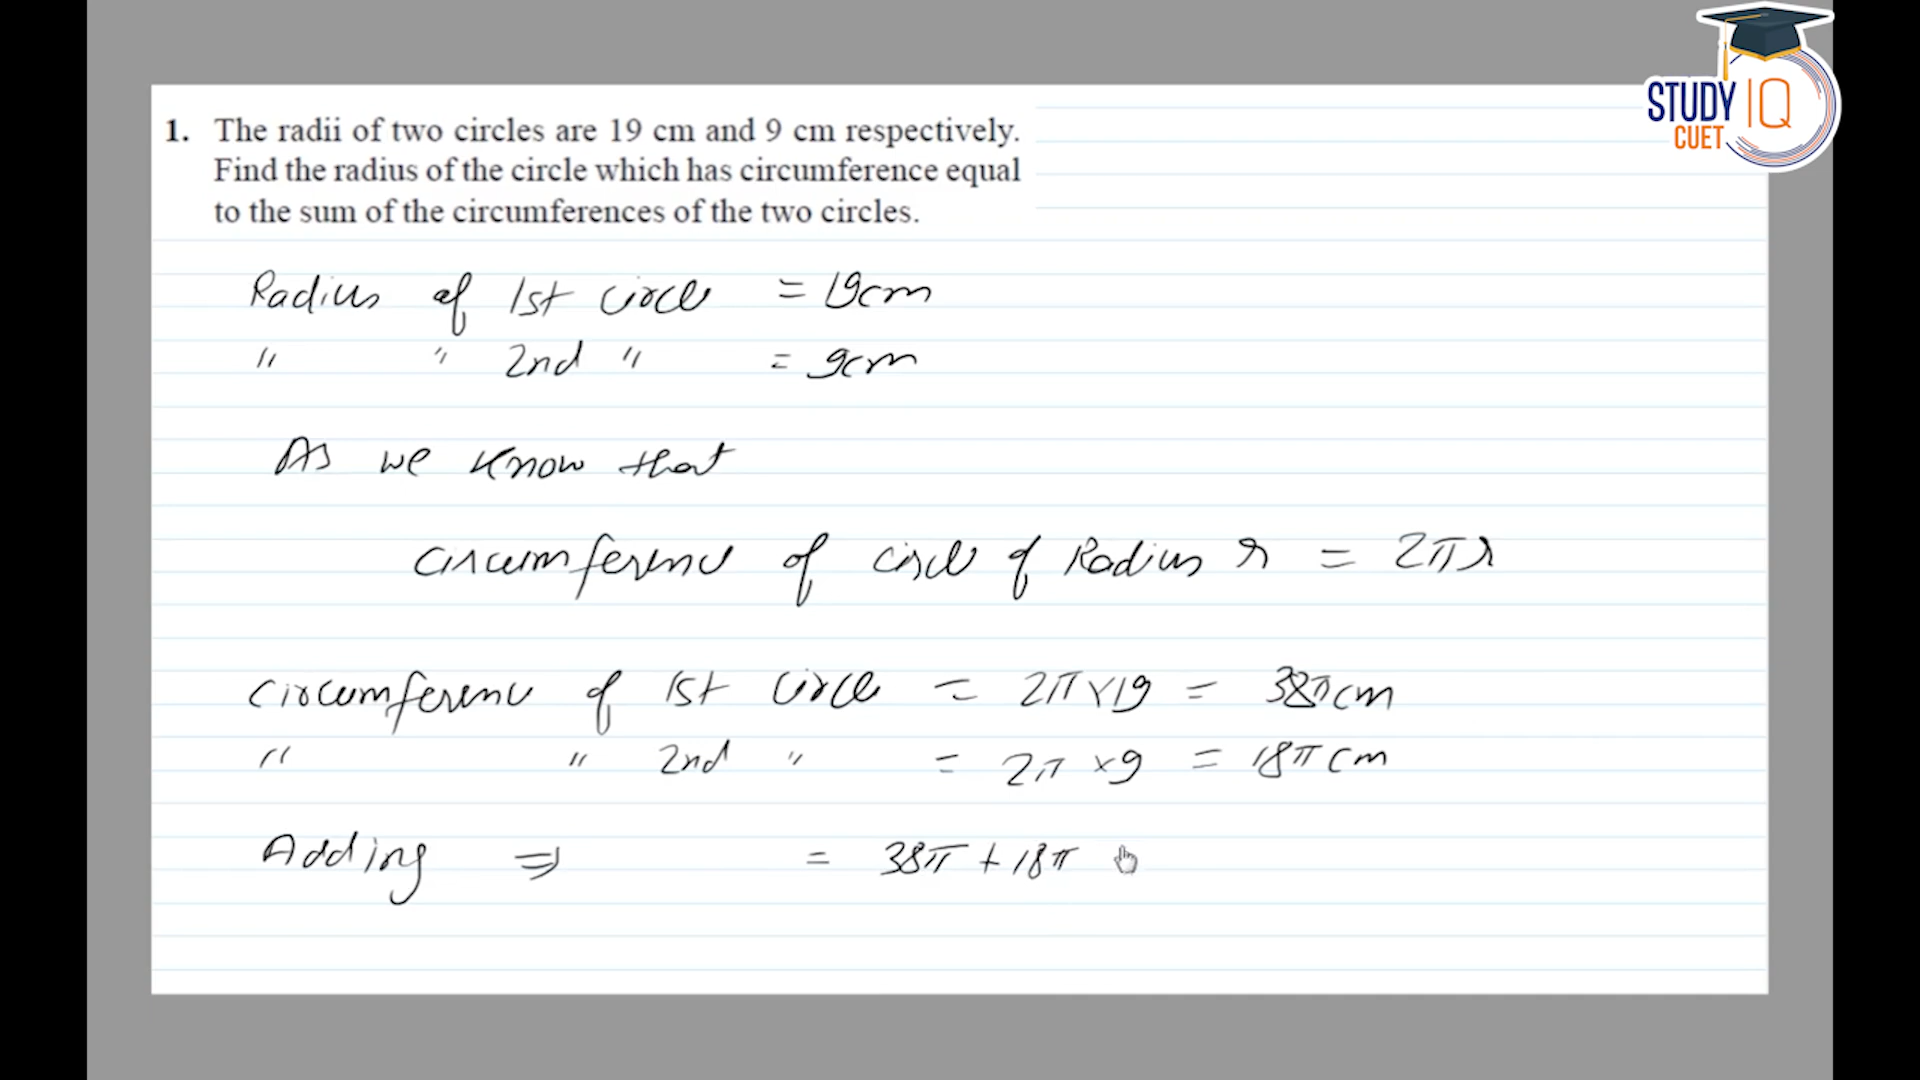 STUDY IQ
CUET
1. The radii of two circles are 19 cm and 9 cm respectively.
Find the radius of the circle which has circumference equal
to the sum of the circumferences of the two circles.
Radius of 1st circle = 19cm
" " 2nd " = 9cm
As we know that
circumference of circle of Radius r = 2πr
Circumference of 1st circle = 2π×19 = 38πcm
" " 2nd " = 2π×9 = 18πcm
Adding ⇒ = 38π + 18π